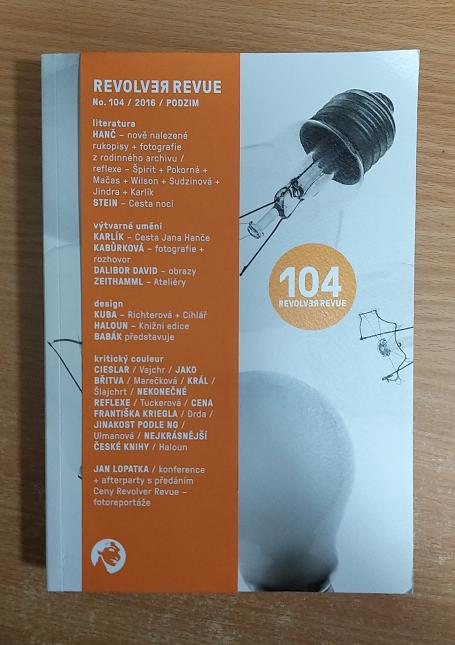 REVOLVEЯ REVUE
No. 104 / 2016 / PODZIM
literatura
HANČ – nově nalezené
rukopisy + fotografie
z rodinného archivu /
reflexe – Špirit + Pokorná +
Mačas + Wilson + Sudzinová +
Jindra + Karlík
STEIN – Cesta nocí
výtvarné umění
KARLÍK – Cesta Jana Hanče
KABŮRKOVÁ – fotografie +
rozhovor
DALIBOR DAVID – obrazy
ZEITHAMML – Ateliéry
design
KUBA – Richterová + Cihlář
HALOUN – Knižní edice
BABÁK představuje
kritický couleur
CIESLAR / Vajchr / JAKO
BŘITVA / Marečková / KRÁL /
Šlajchrt / NEKONEČNÉ
REFLEXE / Tuckerová / CENA
FRANTIŠKA KRIEGLA / Drda /
JINAKOST PODLE NG /
Ulmanová / NEJKRÁSNĚJŠÍ
ČESKÉ KNIHY / Haloun
JAN LOPATKA / konference
+ afterparty s předáním
Ceny Revolver Revue –
fotoreportáže
104
REVOLVEЯ REVUE